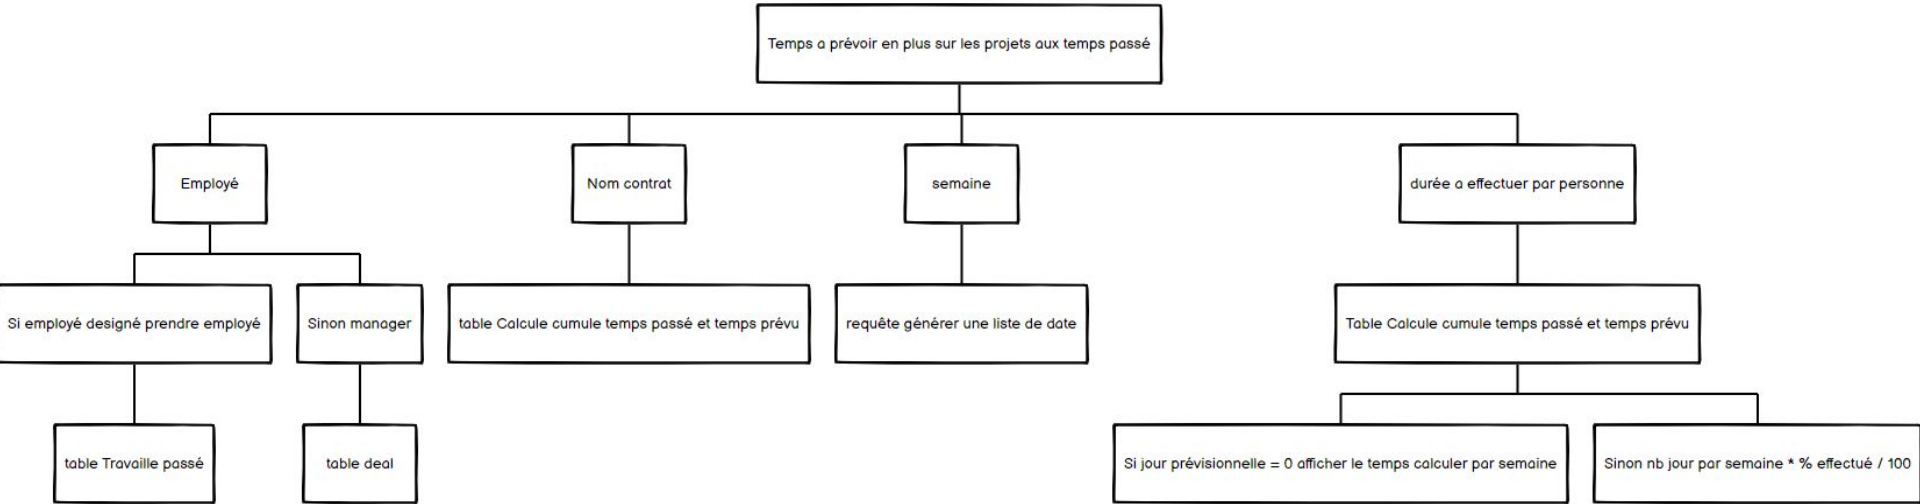 Temps a prévoir en plus sur les projets aux temps passé
Employé
Nom contrat
semaine
durée a effectuer par personne
Si employé designé prendre employé
Sinon manager
table Calcule cumule temps passé et temps prévu
requête générer une liste de date
Table Calcule cumule temps passé et temps prévu
table Travaille passé
table deal
Si jour prévisionnelle = 0 afficher le temps calculer par semaine
Sinon nb jour par semaine * % effectué / 100